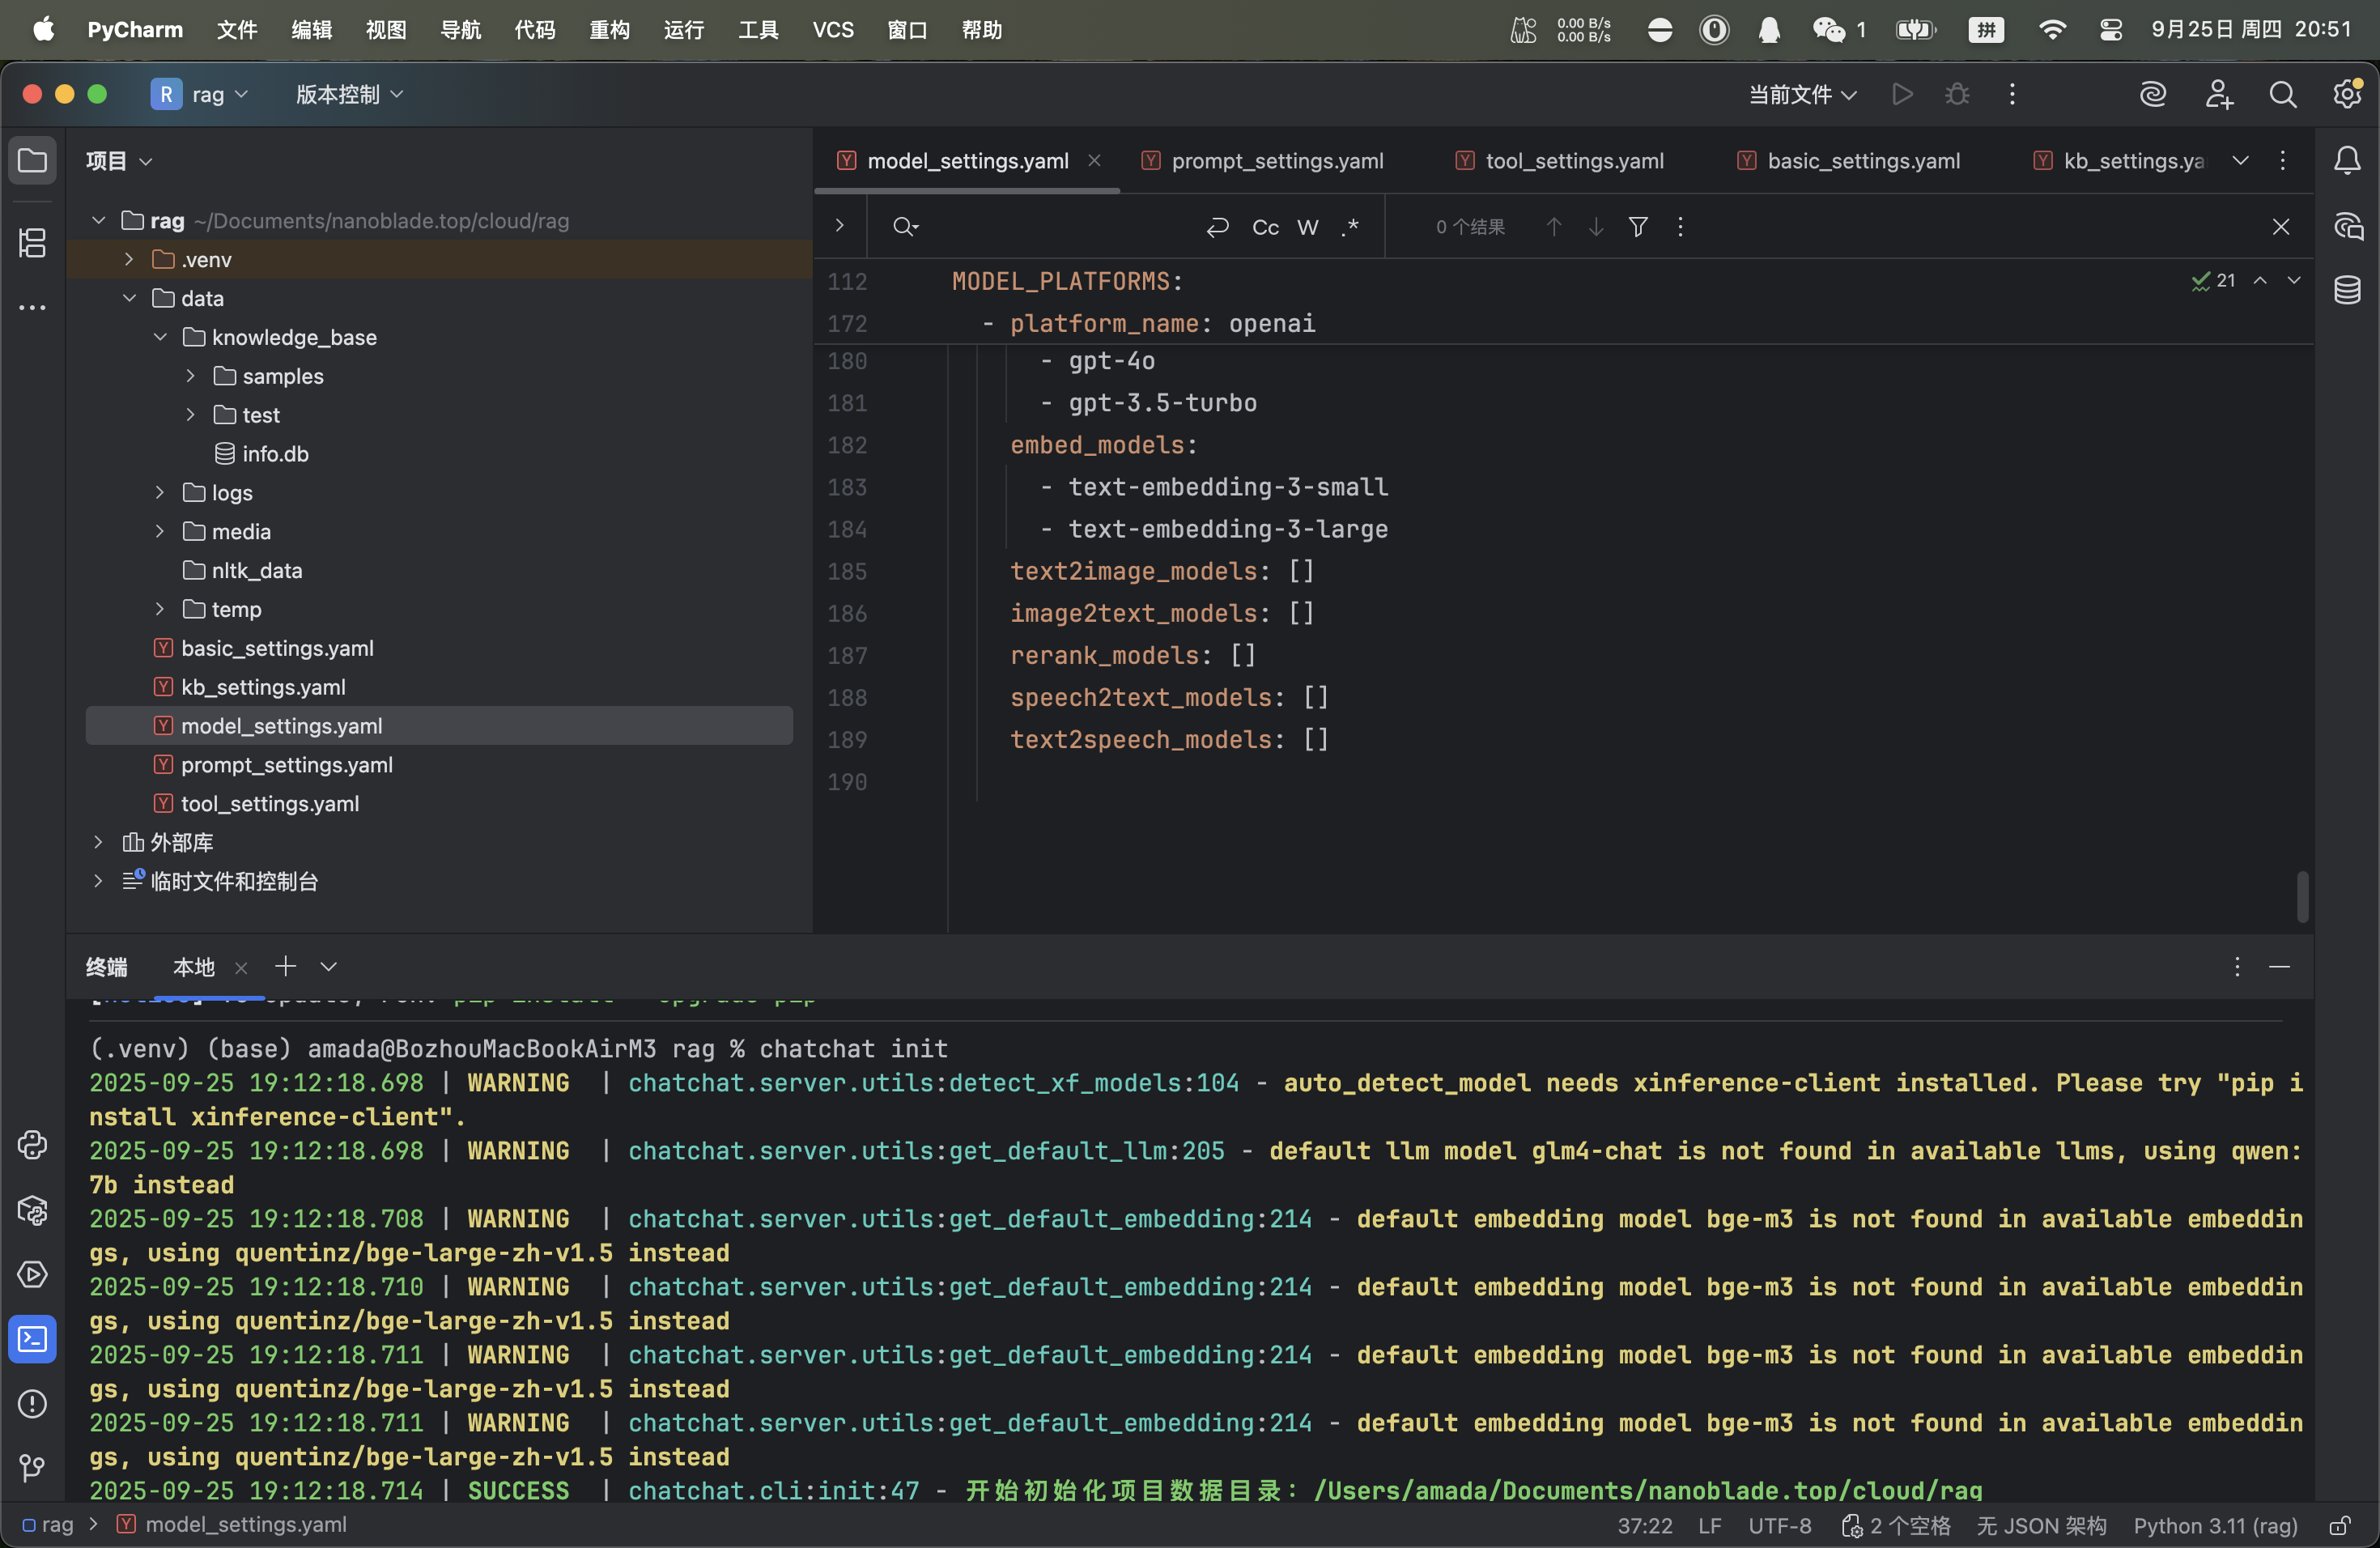 PyCharm 文件 编辑 视图 导航 代码 重构 运行 工具 VCS 窗口 帮助 0.00 B/s 0.00 B/s 1 拼 9月25日 周四 20:51
R rag 版本控制 当前文件
项目
model_settings.yaml prompt_settings.yaml tool_settings.yaml basic_settings.yaml kb_settings.ya
rag ~/Documents/nanoblade.top/cloud/rag
.venv
data
knowledge_base
samples
test
info.db
logs
media
nltk_data
temp
basic_settings.yaml
kb_settings.yaml
model_settings.yaml
prompt_settings.yaml
tool_settings.yaml
外部库
临时文件和控制台
Cc W .* 0 个结果
112 MODEL_PLATFORMS: 21
172 - platform_name: openai
180 - gpt-4o
181 - gpt-3.5-turbo
182 embed_models:
183 - text-embedding-3-small
184 - text-embedding-3-large
185 text2image_models: []
186 image2text_models: []
187 rerank_models: []
188 speech2text_models: []
189 text2speech_models: []
190
终端 本地
(.venv) (base) amada@BozhouMacBookAirM3 rag % chatchat init
2025-09-25 19:12:18.698 | WARNING  | chatchat.server.utils:detect_xf_models:104 - auto_detect_model needs xinference-client installed. Please try "pip i
nstall xinference-client".
2025-09-25 19:12:18.698 | WARNING  | chatchat.server.utils:get_default_llm:205 - default llm model glm4-chat is not found in available llms, using qwen:
7b instead
2025-09-25 19:12:18.708 | WARNING  | chatchat.server.utils:get_default_embedding:214 - default embedding model bge-m3 is not found in available embeddin
gs, using quentinz/bge-large-zh-v1.5 instead
2025-09-25 19:12:18.710 | WARNING  | chatchat.server.utils:get_default_embedding:214 - default embedding model bge-m3 is not found in available embeddin
gs, using quentinz/bge-large-zh-v1.5 instead
2025-09-25 19:12:18.711 | WARNING  | chatchat.server.utils:get_default_embedding:214 - default embedding model bge-m3 is not found in available embeddin
gs, using quentinz/bge-large-zh-v1.5 instead
2025-09-25 19:12:18.711 | WARNING  | chatchat.server.utils:get_default_embedding:214 - default embedding model bge-m3 is not found in available embeddin
gs, using quentinz/bge-large-zh-v1.5 instead
2025-09-25 19:12:18.714 | SUCCESS  | chatchat.cli:init:47 - 开始初始化项目数据目录：/Users/amada/Documents/nanoblade.top/cloud/rag
rag model_settings.yaml 37:22 LF UTF-8 2 个空格 无 JSON 架构 Python 3.11 (rag)